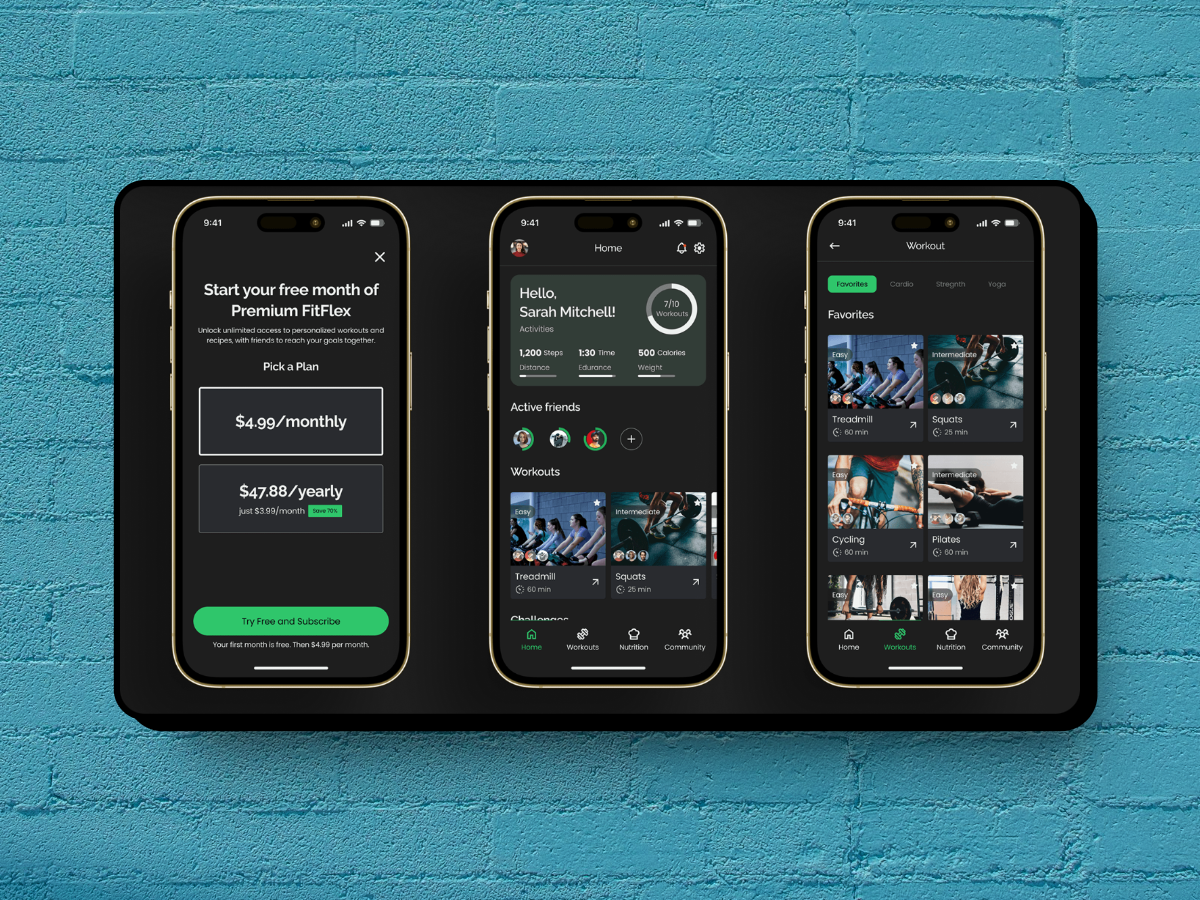 9:41
Start your free month of
Premium FitFlex
Unlock unlimited access to personalized workouts and
recipes, with friends to reach your goals together.
Pick a Plan
$4.99/monthly
$47.88/yearly
just $3.99/month Save 70%
Try Free and Subscribe
Your first month is free. Then $4.99 per month.
9:41
Home
Hello,
Sarah Mitchell!
Activities
7/10
Workouts
1,200 Steps 1:30 Time 500 Calories
Distance Edurance Weight
Active friends
Workouts
Easy Intermediate
Treadmill Squats
60 min 25 min
Challenges
Home Workouts Nutrition Community
9:41
Workout
Favorites Cardio Stregnth Yoga
Favorites
Easy Intermediate
Treadmill Squats
60 min 25 min
Easy Intermediate
Cycling Pilates
60 min 60 min
Easy Easy
Home Workouts Nutrition Community